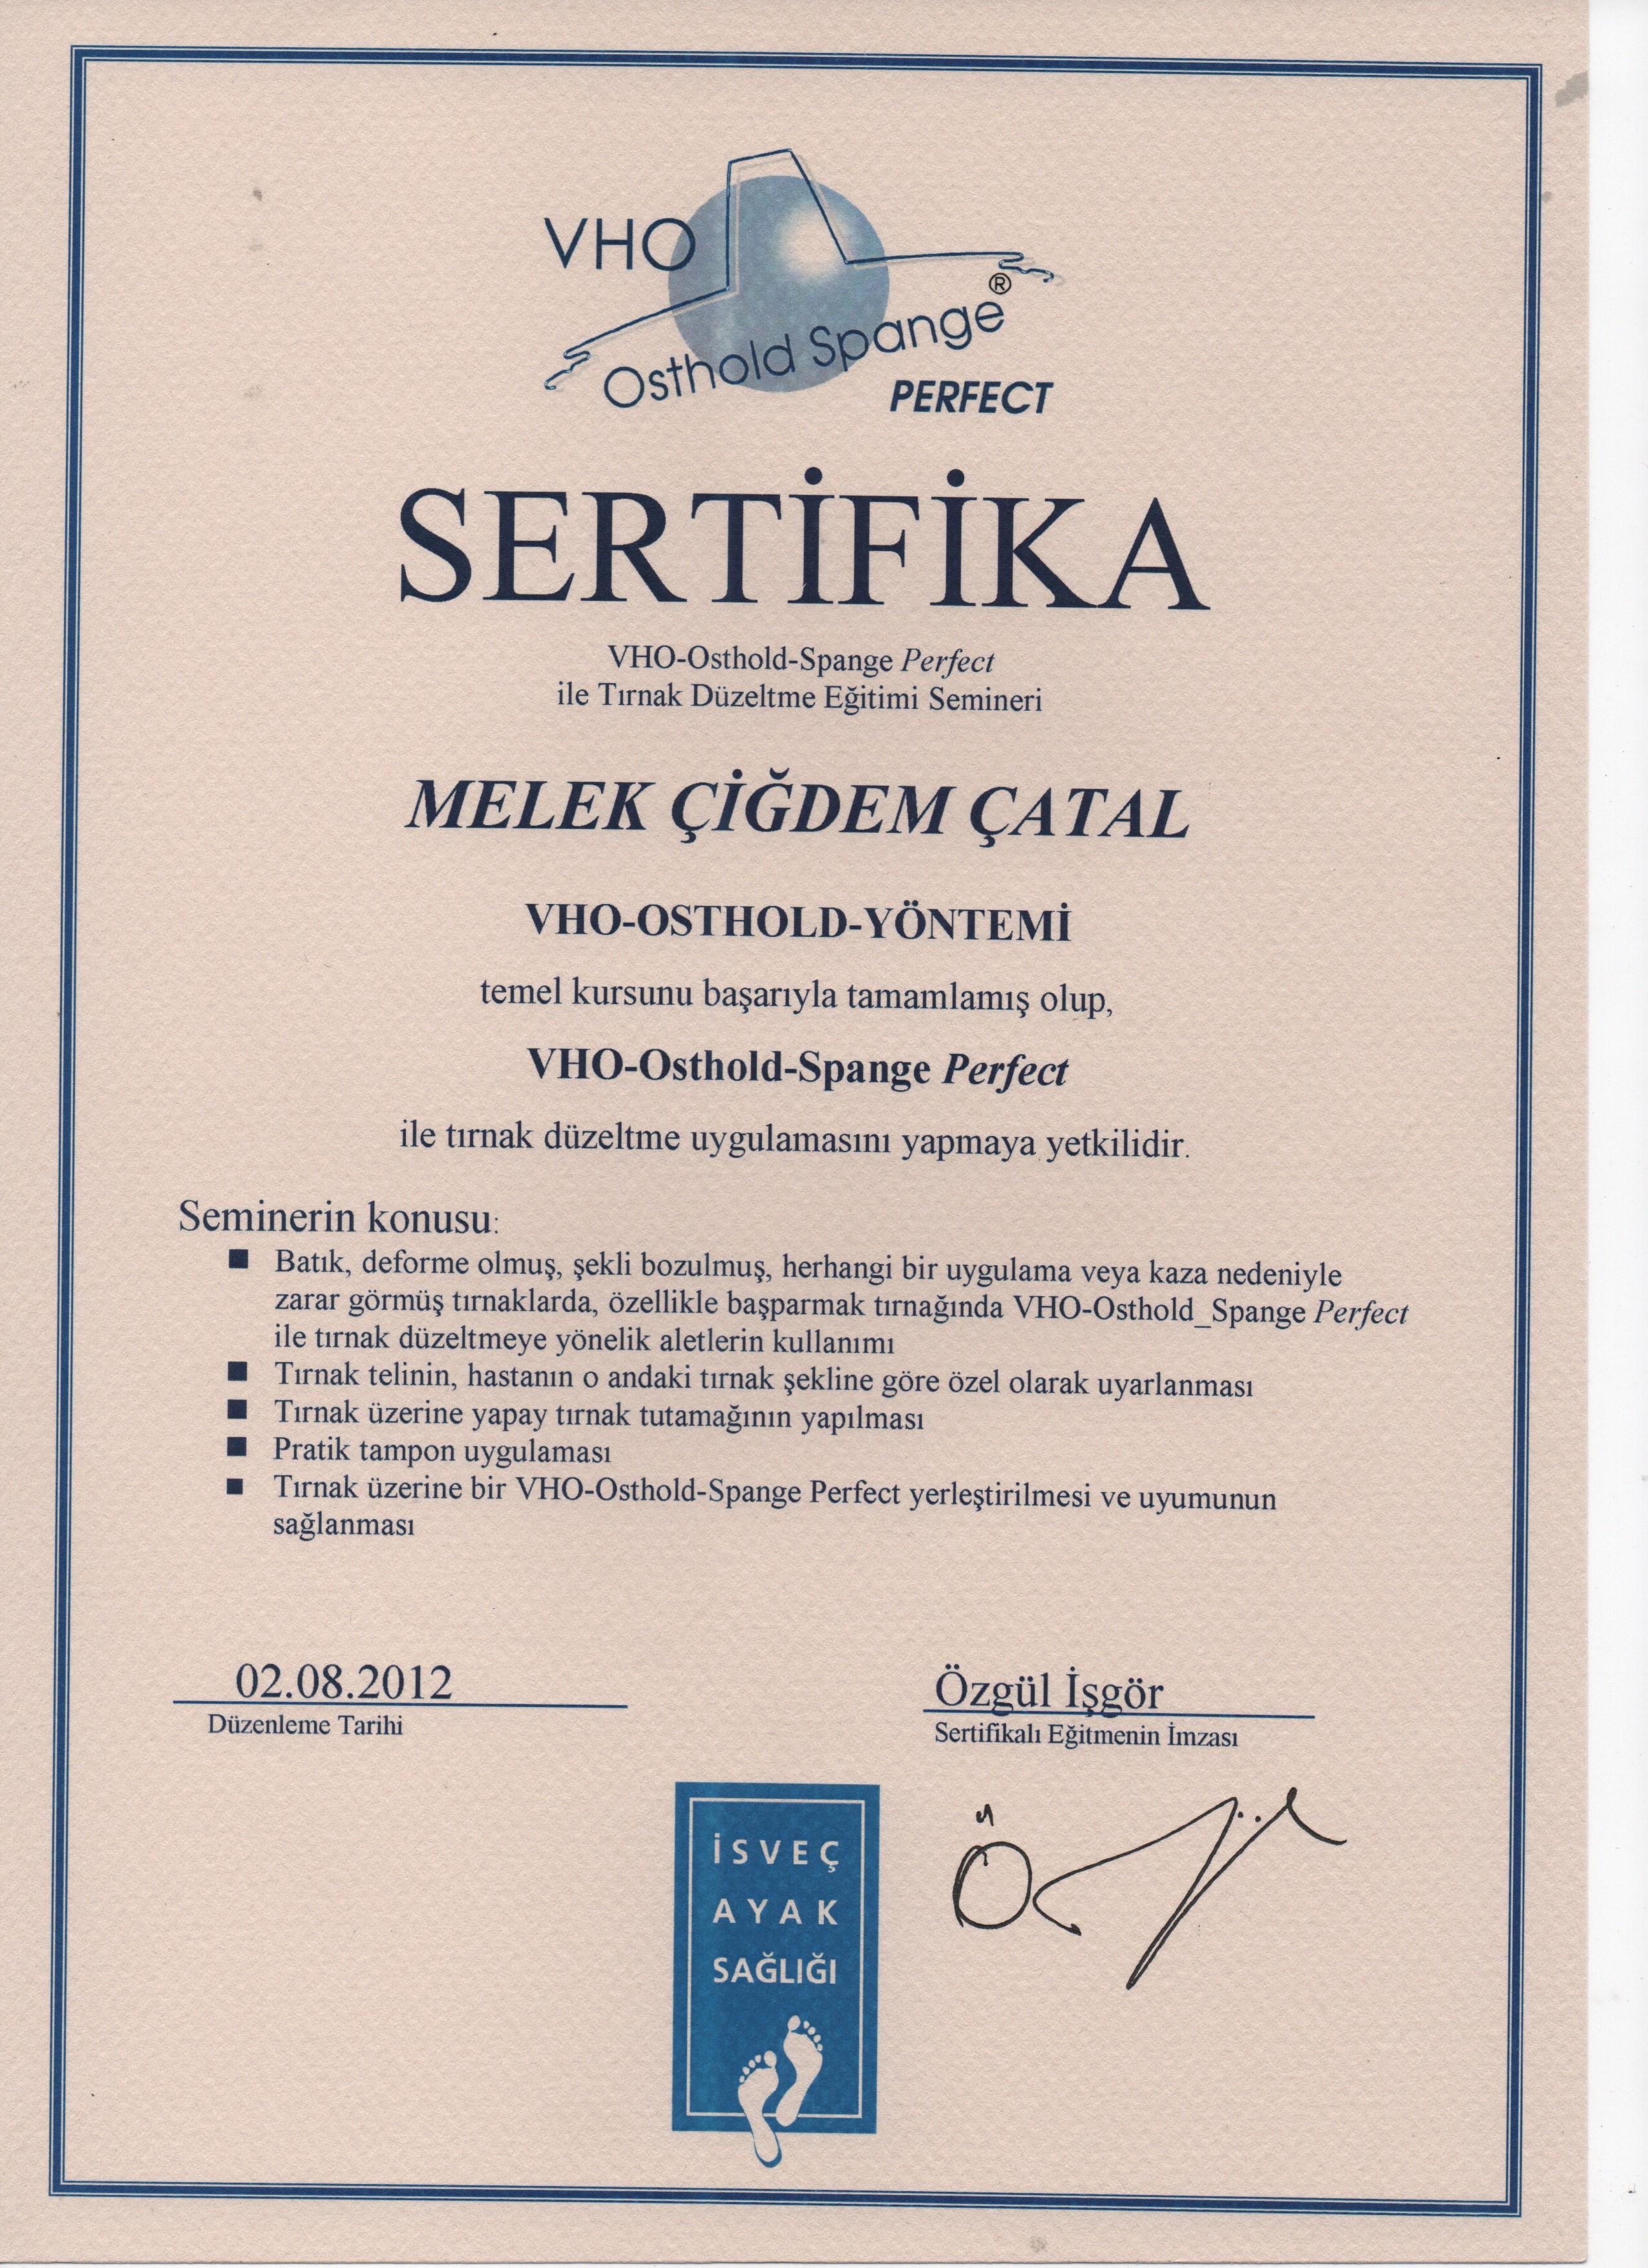 VHO
Osthold Spange®
PERFECT
SERTİFİKA
VHO-Osthold-Spange Perfect
ile Tırnak Düzeltme Eğitimi Semineri
MELEK ÇİĞDEM ÇATAL
VHO-OSTHOLD-YÖNTEMİ
temel kursunu başarıyla tamamlamış olup,
VHO-Osthold-Spange Perfect
ile tırnak düzeltme uygulamasını yapmaya yetkilidir.
Seminerin konusu:
■ Batık, deforme olmuş, şekli bozulmuş, herhangi bir uygulama veya kaza nedeniyle
zarar görmüş tırnaklarda, özellikle başparmak tırnağında VHO-Osthold_Spange Perfect
ile tırnak düzeltmeye yönelik aletlerin kullanımı
■ Tırnak telinin, hastanın o andaki tırnak şekline göre özel olarak uyarlanması
■ Tırnak üzerine yapay tırnak tutamağının yapılması
■ Pratik tampon uygulaması
■ Tırnak üzerine bir VHO-Osthold-Spange Perfect yerleştirilmesi ve uyumunun
sağlanması
02.08.2012
Düzenleme Tarihi
Özgül İşgör
Sertifikalı Eğitmenin İmzası
İSVEÇ
AYAK
SAĞLIĞI